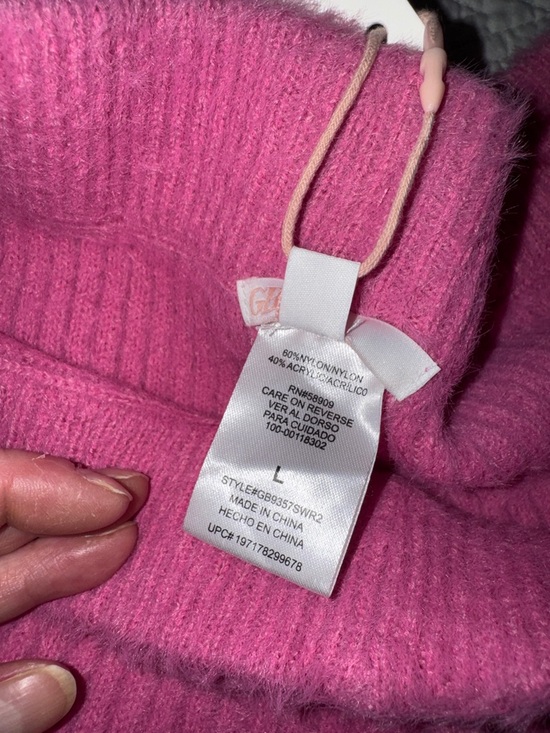 60%NYLON/NYLON
40% ACRYLIC/ACRÍLICO
RN#58909
CARE ON REVERSE
VER AL DORSO
PARA CUIDADO
100-00118302
L
STYLE#GB9357SWR2
MADE IN CHINA
HECHO EN CHINA
UPC# 197178299678